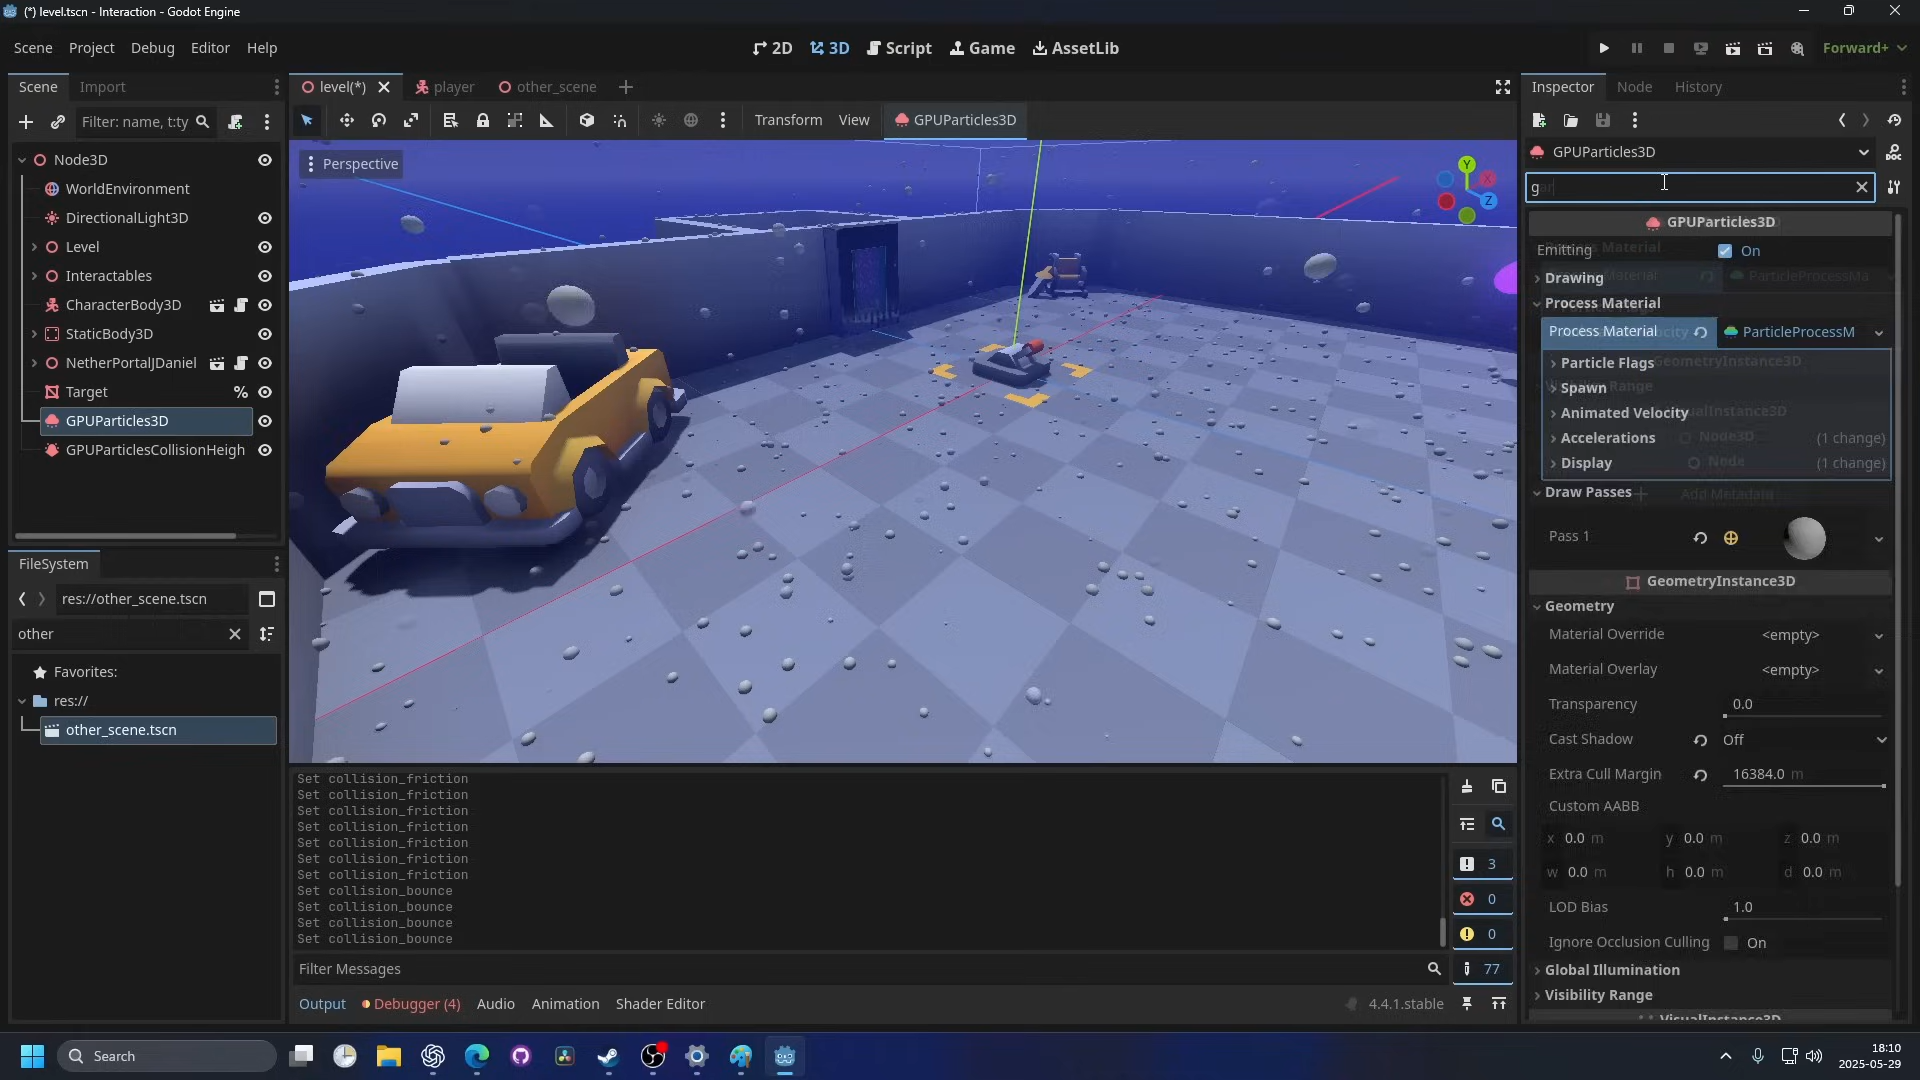 (*) level.tscn - Interaction - Godot Engine
Scene Project Debug Editor Help
2D 3D Script Game AssetLib
Forward+
Scene Import
level(*) player other_scene
Inspector Node History
Filter: name, t:ty
Transform View GPUParticles3D
Perspective
Y
X
Z
Node3D
WorldEnvironment
DirectionalLight3D
Level
Interactables
CharacterBody3D
StaticBody3D
NetherPortalJDaniel
Target %
GPUParticles3D
GPUParticlesCollisionHeigh
FileSystem
res://other_scene.tscn
other
Favorites:
res://
other_scene.tscn
Set collision_friction
Set collision_friction
Set collision_friction
Set collision_friction
Set collision_friction
Set collision_friction
Set collision_friction
Set collision_bounce
Set collision_bounce
Set collision_bounce
Set collision_bounce
3
0
0
77
Filter Messages
Output Debugger (4) Audio Animation Shader Editor
4.4.1.stable
GPUParticles3D
g
GPUParticles3D
Emitting On
Drawing
Process Material
Process Material ParticleProcessM
Particle Flags
Spawn
Animated Velocity
Accelerations (1 change)
Display (1 change)
Draw Passes
Pass 1
GeometryInstance3D
Geometry
Material Override <empty>
Material Overlay <empty>
Transparency 0.0
Cast Shadow Off
Extra Cull Margin 16384.0 m
Custom AABB
x 0.0 m y 0.0 m z 0.0 m
w 0.0 m h 0.0 m d 0.0 m
LOD Bias 1.0
Ignore Occlusion Culling On
Global Illumination
Visibility Range
VisualInstance3D
Search
18:10
2025-05-29